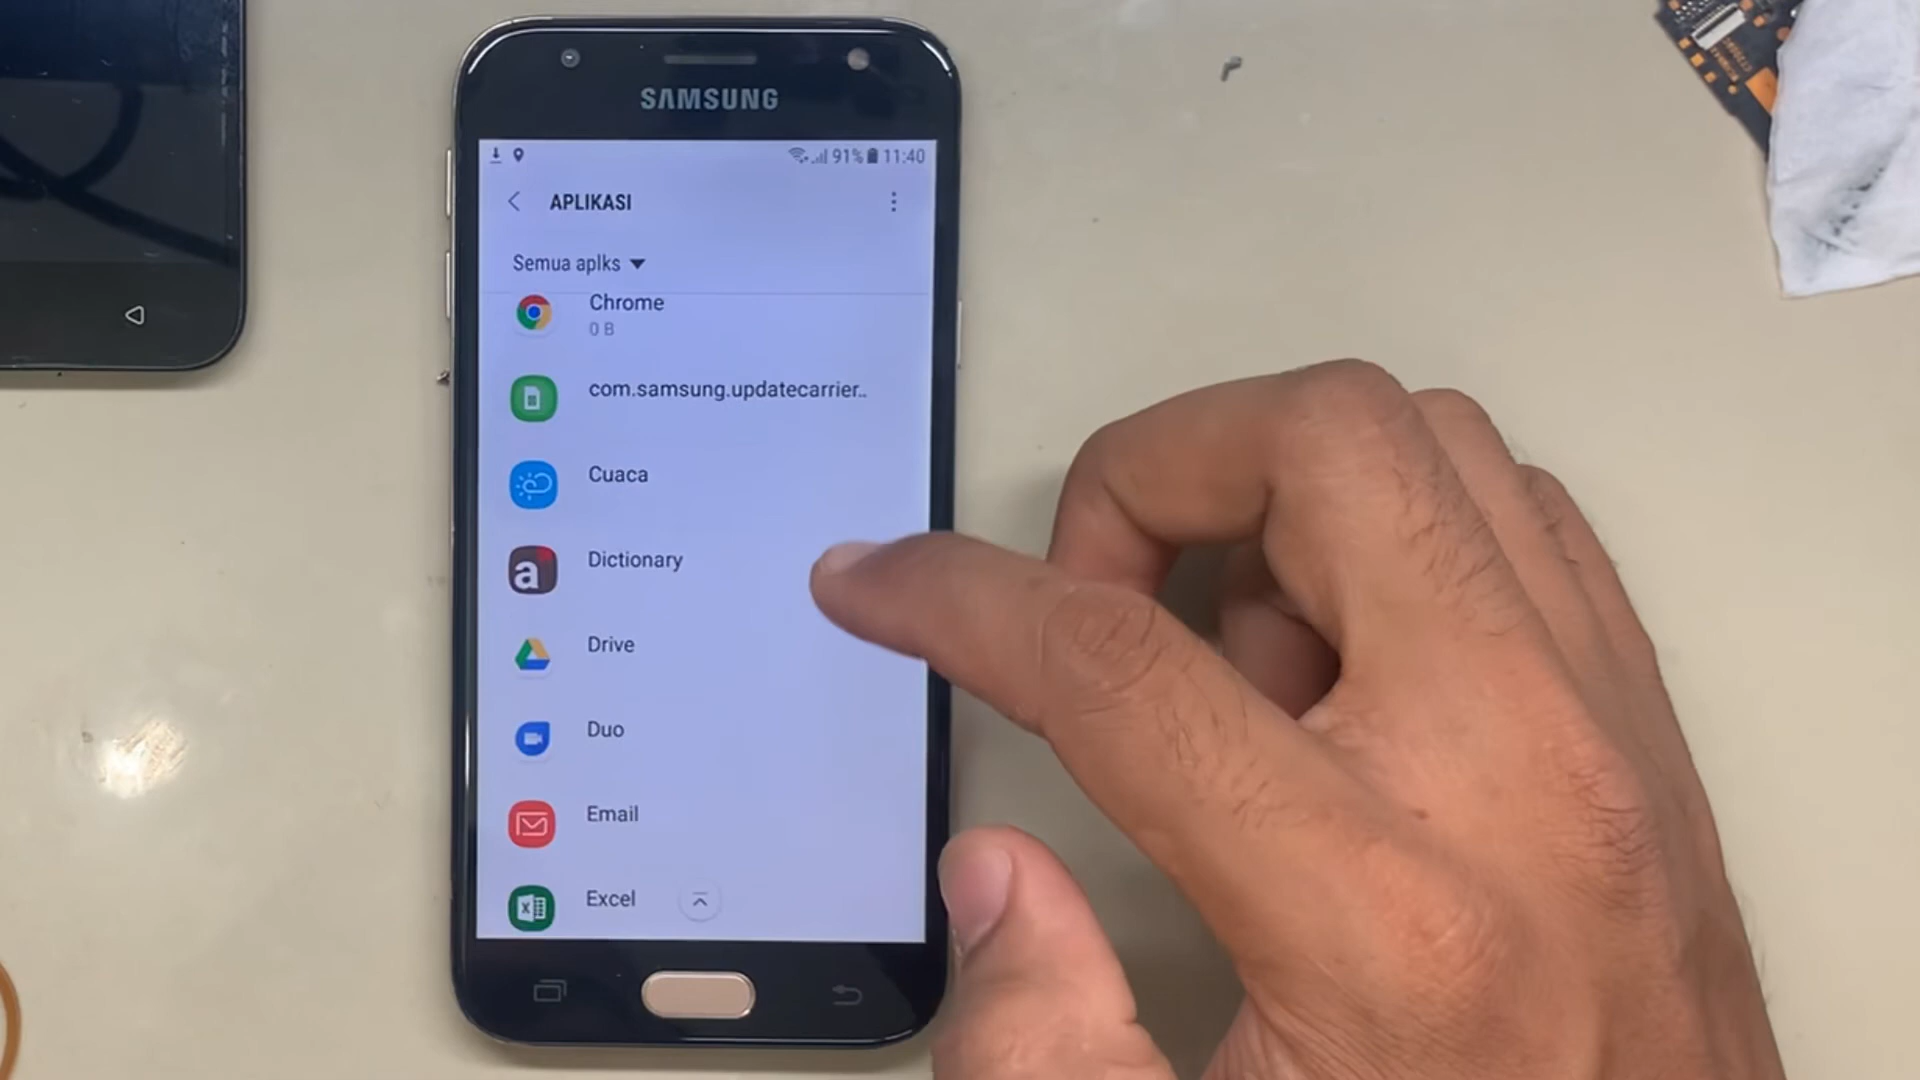 SAMSUNG
91% 11:40
APLIKASI
Semua aplks
Chrome
0 B
com.samsung.updatecarrier..
Cuaca
Dictionary
Drive
Duo
Email
Excel